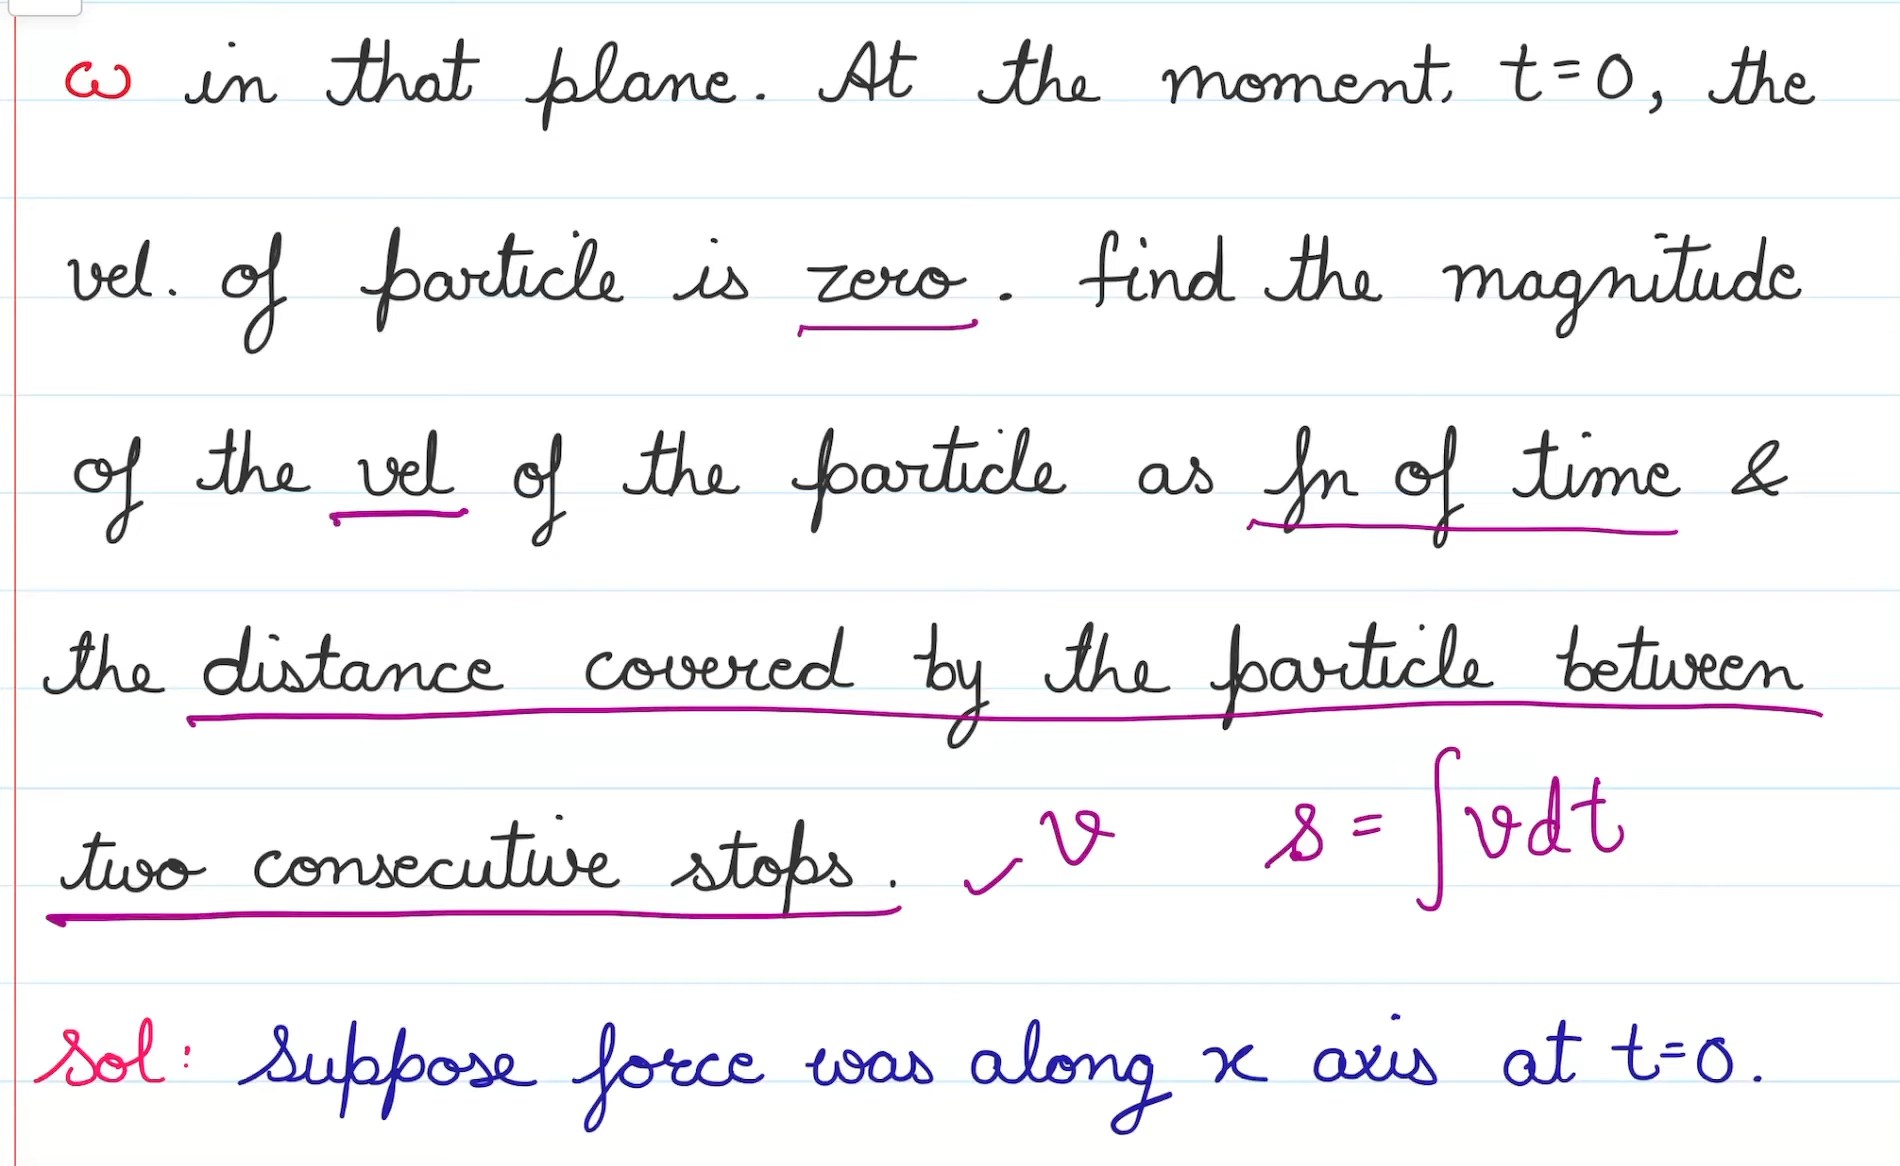 ω in that plane. At the moment, t=0, the
vel. of particle is zero. find the magnitude
of the vel of the particle as fn of time &
the distance covered by the particle between
two consecutive stops. ✓ v s = ∫vdt
Sol: Suppose force was along x axis at t=0.